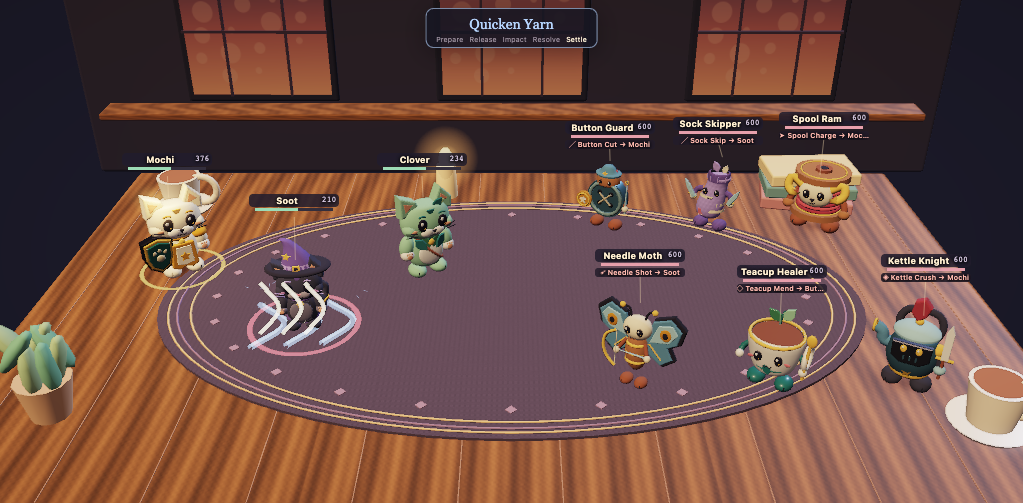 Quicken Yarn
Prepare Release Impact Resolve Settle
Mochi 376
Soot 210
Clover 234
Button Guard 600
Button Cut → Mochi
Sock Skipper 600
Sock Skip → Soot
Spool Ram 600
Spool Charge → Moc...
Needle Moth 600
Needle Shot → Soot
Teacup Healer 600
Teacup Mend → But...
Kettle Knight 600
Kettle Crush → Mochi